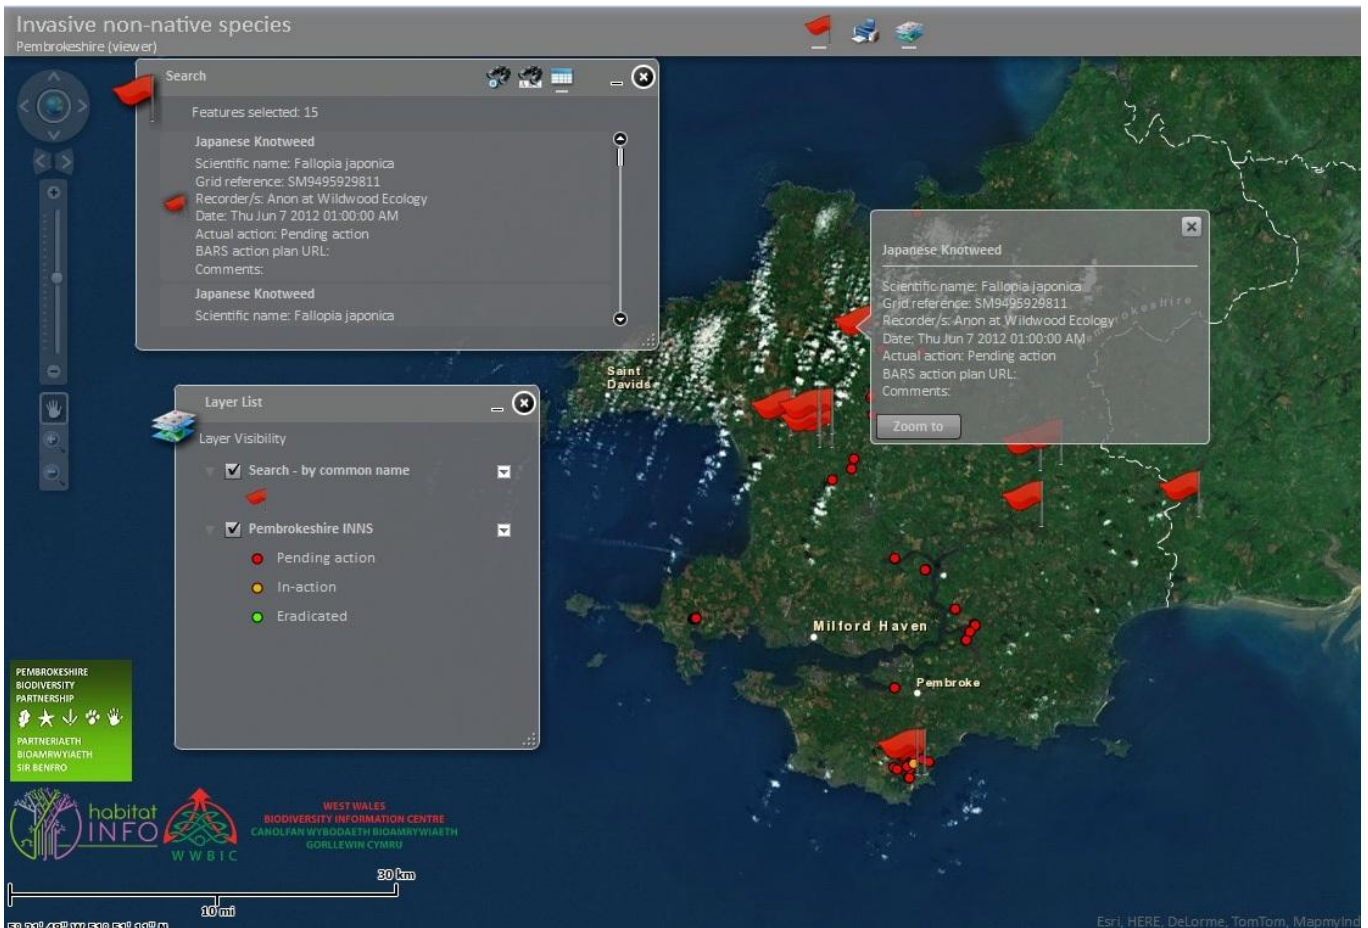 Invasive non-native species
Pembrokeshire (viewer)
Search
Features selected: 15
Japanese Knotweed
Scientific name: Fallopia japonica
Grid reference: SM9495929811
Recorder/s: Anon at Wildwood Ecology
Date: Thu Jun 7 2012 01:00:00 AM
Actual action: Pending action
BARS action plan URL:
Comments:
Japanese Knotweed
Scientific name: Fallopia japonica
Japanese Knotweed
Scientific name: Fallopia japonica
Grid reference: SM9495929811
Recorder/s: Anon at Wildwood Ecology
Date: Thu Jun 7 2012 01:00:00 AM
Actual action: Pending action
BARS action plan URL:
Comments:
Zoom to
Saint
Davids
Layer List
Layer Visibility
Search - by common name
Pembrokeshire INNS
Pending action
In-action
Eradicated
Milford Haven
Pembroke
PEMBROKESHIRE
BIODIVERSITY
PARTNERSHIP
PARTNERIAETH
BIOAMRWYIAETH
SIR BENFRO
habitat
INFO
WWBIC
WEST WALES
BIODIVERSITY INFORMATION CENTRE
CANOLFAN WYBODAETH BIOAMRYWIAETH
GORLLEWIN CYMRU
30 km
10 mi
Esri, HERE, DeLorme, TomTom, MapmyInd